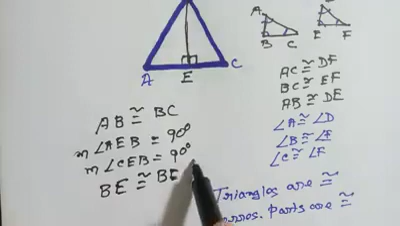 A
B C
E F
A E C
AB ≅ BC
m ∠AEB = 90°
m ∠CEB = 90°
BE ≅ BE
AC ≅ DF
BC ≅ EF
AB ≅ DE
∠A ≅ ∠D
∠B ≅ ∠E
∠C ≅ ∠F
Triangles are ≅
parts are ≅